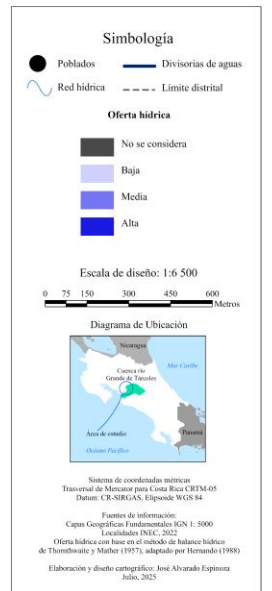 Simbología
Poblados
Divisorias de aguas
Red hídrica
Límite distrital
Oferta hídrica
No se considera
Baja
Media
Alta
Escala de diseño: 1:6 500
0 75 150 300 450 600
Metros
Diagrama de Ubicación
Nicaragua
Mar Caribe
Cuenca río
Grande de Tárcoles
Área de estudio
Panamá
Océano Pacífico
Sistema de coordenadas métricas
Trasversal de Mercator para Costa Rica CRTM-05
Datum: CR-SIRGAS, Elipsoide WGS 84
Fuentes de información:
Capas Geográficas Fundamentales IGN 1: 5000
Localidades INEC, 2022
Oferta hídrica con base en el método de balance hídrico
de Thornthwaite y Mather (1957), adaptado por Hernando (1988)
Elaboración y diseño cartográfico: José Alvarado Espinoza
Julio, 2025